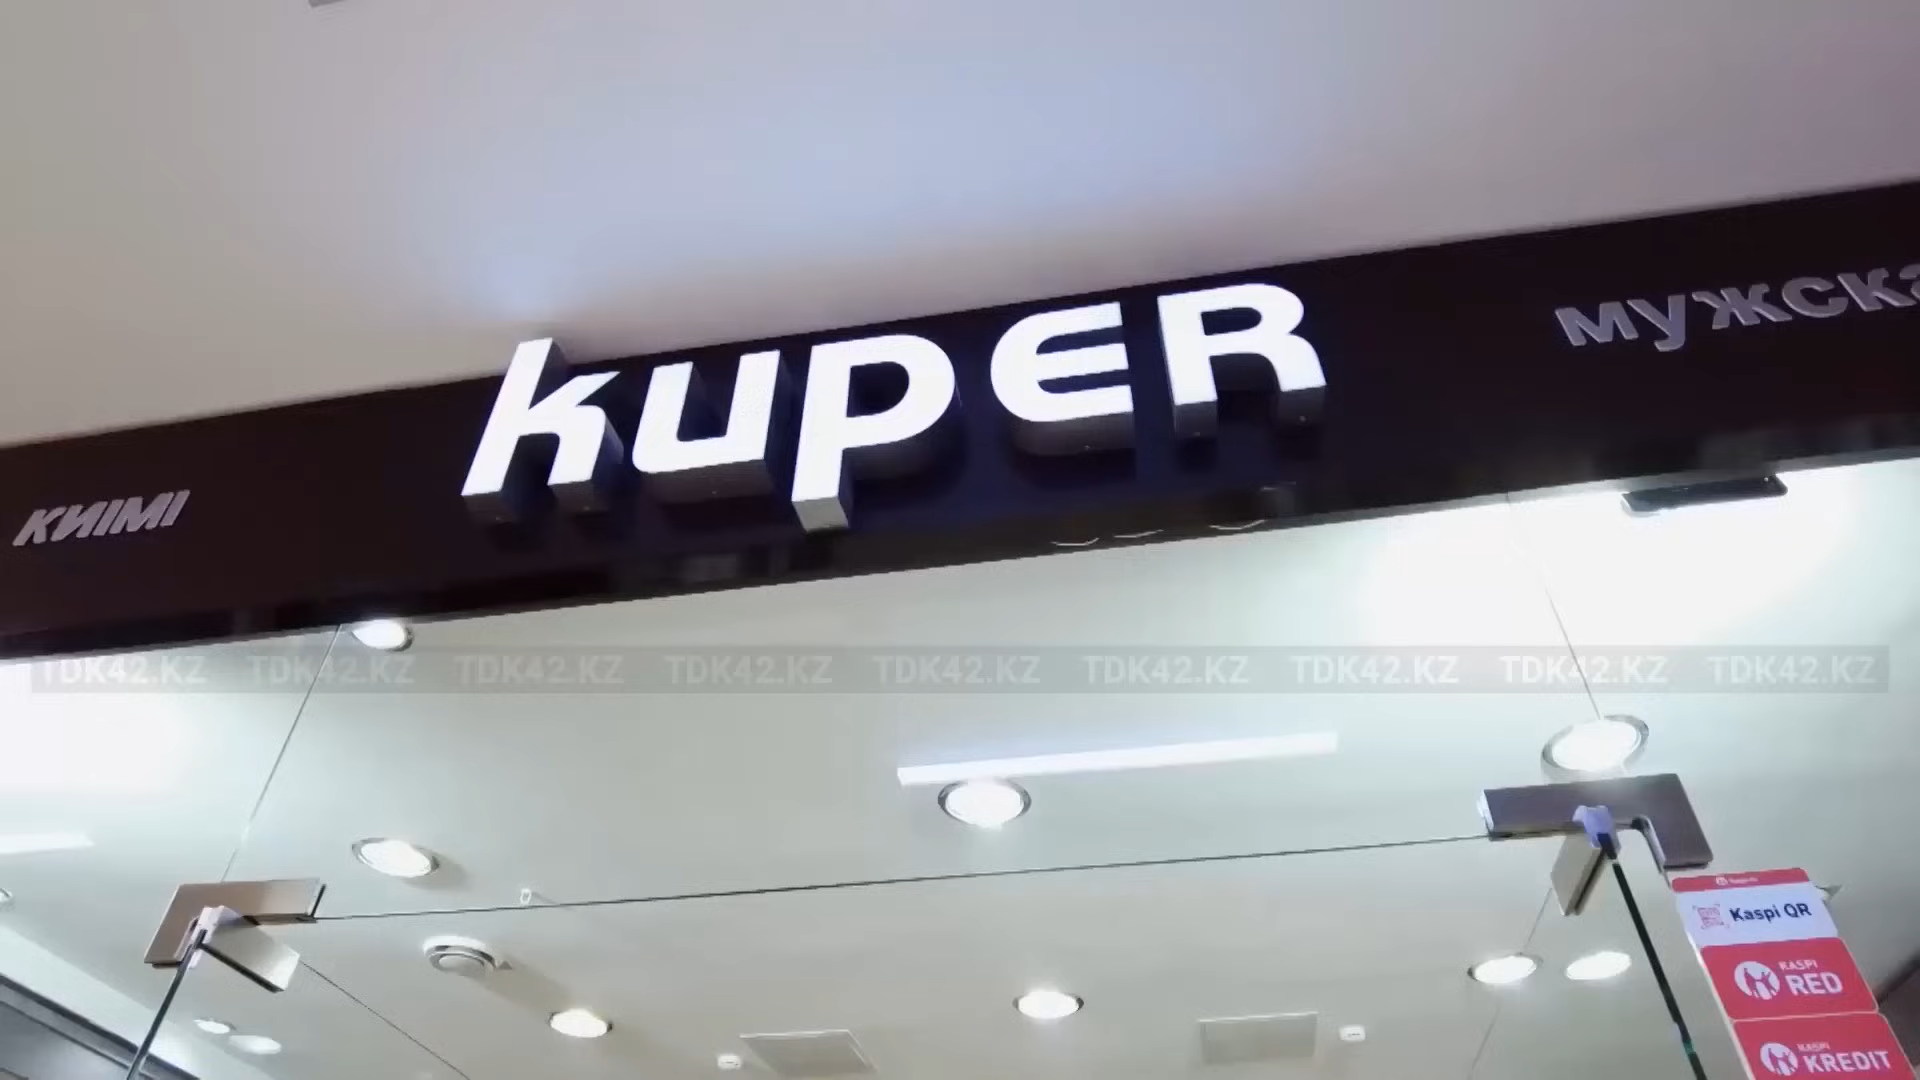 kupER
мужска
киімі
TDK42.KZ TDK42.KZ TDK42.KZ TDK42.KZ TDK42.KZ TDK42.KZ TDK42.KZ TDK42.KZ TDK42.KZ
Kaspi QR
KASPI
RED
KASPI
KREDIT